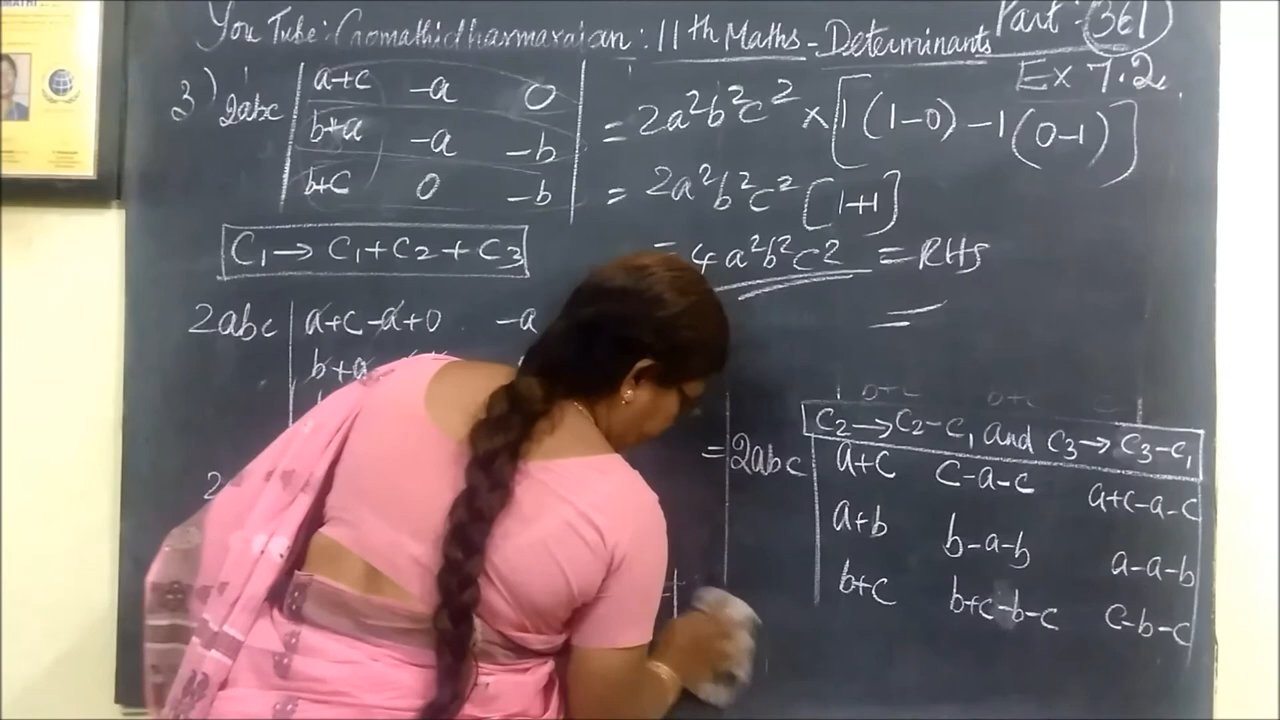 You Tube: Gomathidharmarajan: 11th Maths - Determinants Part: 361
Ex 7.2
3) 2abc | a+c -a 0 |
b+a -a -b
b+c 0 -b
= 2a²b²c² × [1(1-0) -1(0-1)]
= 2a²b²c² [1+1]
= 4a²b²c² = RHS
C₁ → C₁+C₂+C₃
2abc | a+c-a+0 -a
b+a
2
C₂→C₂-C₁ and C₃→C₃-C₁
= 2abc | a+c c-a-c a+c-a-c |
a+b b-a-b a-a-b
b+c b+c-b-c c-b-c